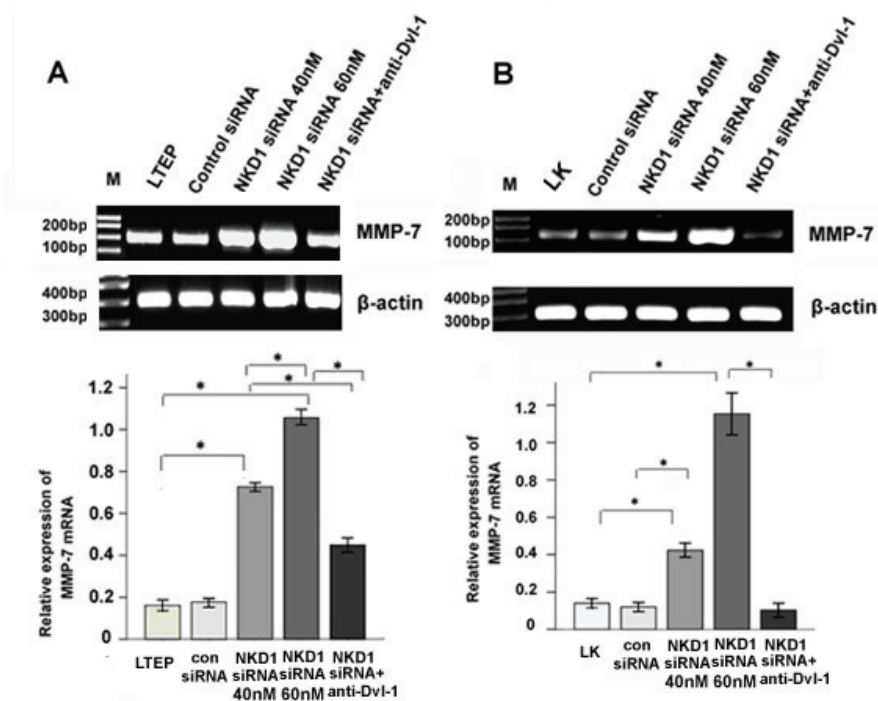 A
M
LTEP
Control siRNA
NKD1 siRNA 40nM
NKD1 siRNA 60nM
NKD1 siRNA+anti-Dvl-1
200bp
100bp
MMP-7
400bp
300bp
β-actin
Relative expression of
MMP-7 mRNA
1.2
1.0
0.8
0.6
0.4
0.2
0
*
*
*
*
*
LTEP
con
siRNA
NKD1
siRNA
40nM
NKD1
siRNA
60nM
NKD1
siRNA+
anti-Dvl-1
B
M
LK
Control siRNA
NKD1 siRNA 40nM
NKD1 siRNA 60nM
NKD1 siRNA+anti-Dvl-1
200bp
100bp
MMP-7
400bp
300bp
β-actin
Relative expression of
MMP-7 mRNA
1.2
0.8
0.6
0.4
0.2
0
*
*
*
*
LK
con
siRNA
NKD1
siRNA
40nM
NKD1
siRNA
60nM
NKD1
siRNA+
anti-Dvl-1